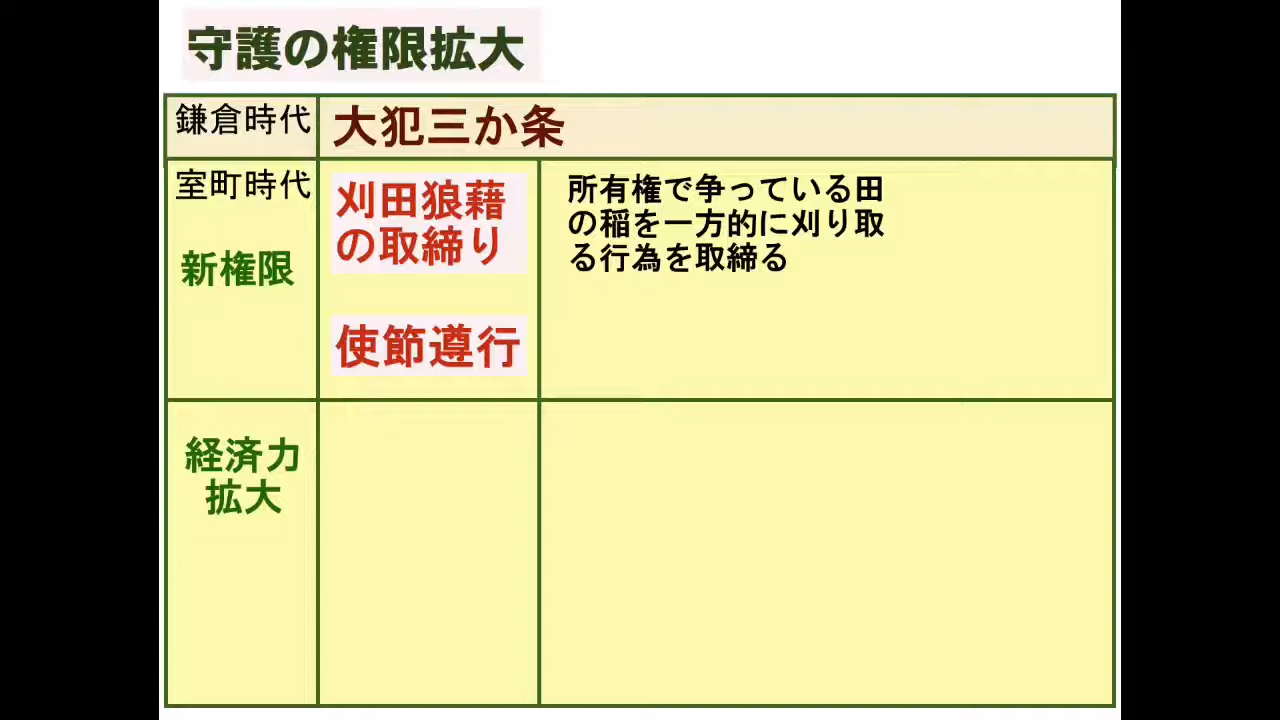 守護の権限拡大
鎌倉時代
大犯三か条
室町時代
新権限
刈田狼藉
の取締り
所有権で争っている田
の稲を一方的に刈り取
る行為を取締る
使節遵行
経済力
拡大